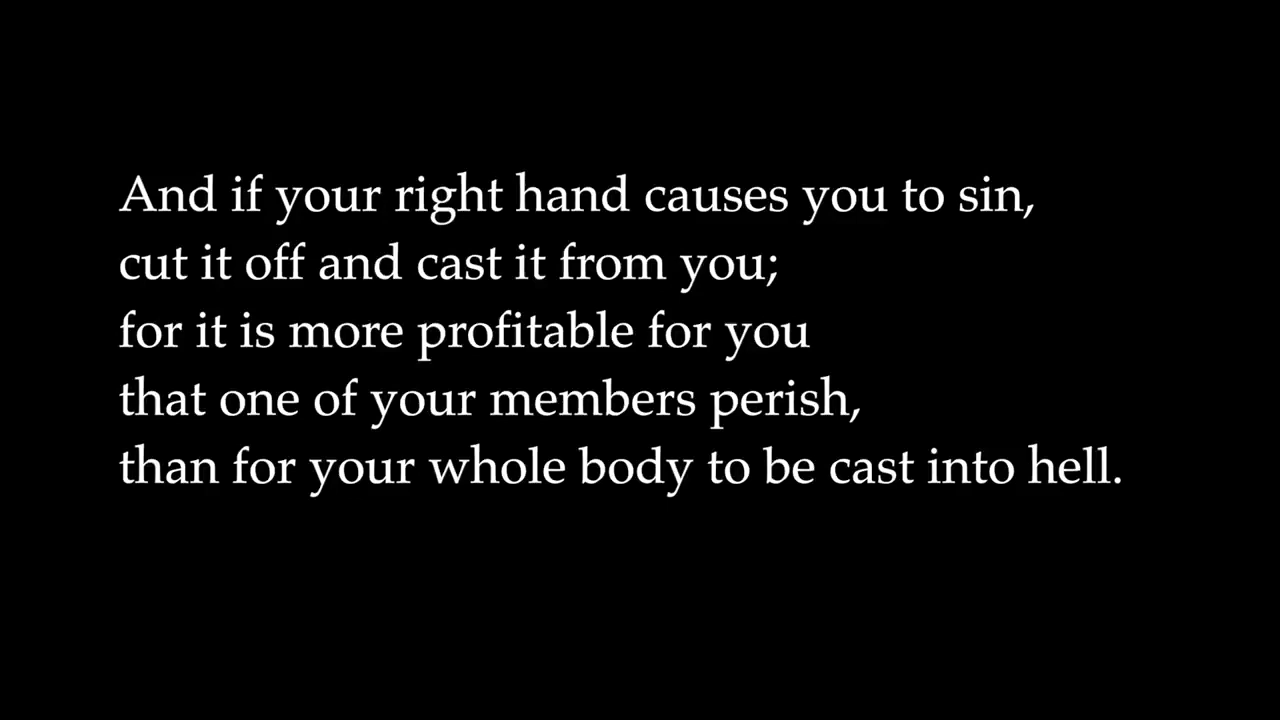 And if your right hand causes you to sin,
cut it off and cast it from you;
for it is more profitable for you
that one of your members perish,
than for your whole body to be cast into hell.